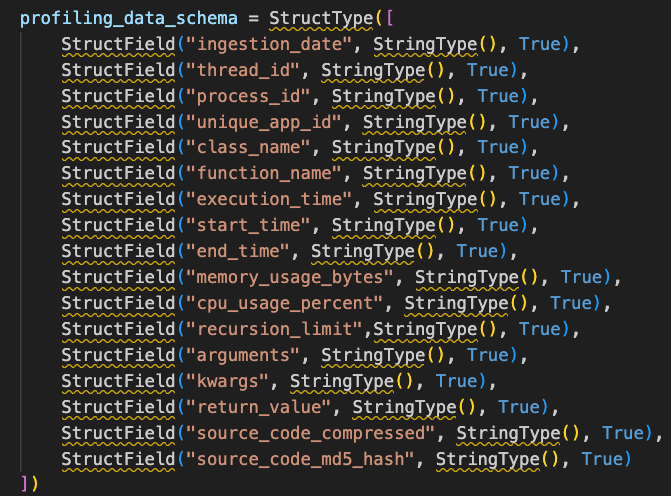 profiling_data_schema = StructType([
    StructField("ingestion_date", StringType(), True),
    StructField("thread_id", StringType(), True),
    StructField("process_id", StringType(), True),
    StructField("unique_app_id", StringType(), True),
    StructField("class_name", StringType(), True),
    StructField("function_name", StringType(), True),
    StructField("execution_time", StringType(), True),
    StructField("start_time", StringType(), True),
    StructField("end_time", StringType(), True),
    StructField("memory_usage_bytes", StringType(), True),
    StructField("cpu_usage_percent", StringType(), True),
    StructField("recursion_limit",StringType(), True),
    StructField("arguments", StringType(), True),
    StructField("kwargs", StringType(), True),
    StructField("return_value", StringType(), True),
    StructField("source_code_compressed", StringType(), True),
    StructField("source_code_md5_hash", StringType(), True)
])